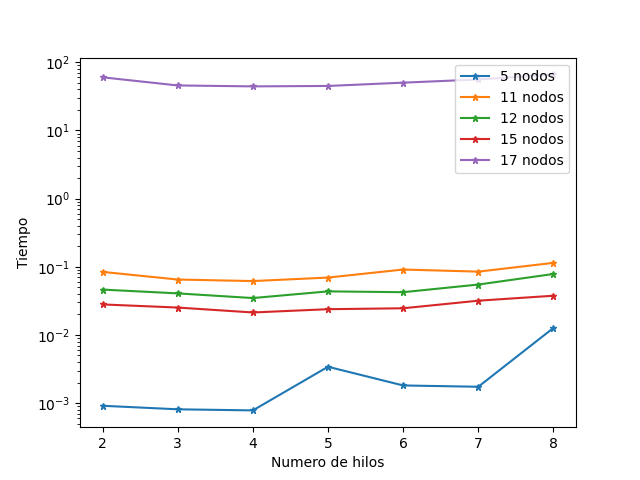 10²
10¹
10⁰
10⁻¹
10⁻²
10⁻³
Tiempo
2 3 4 5 6 7 8
Numero de hilos
5 nodos
11 nodos
12 nodos
15 nodos
17 nodos